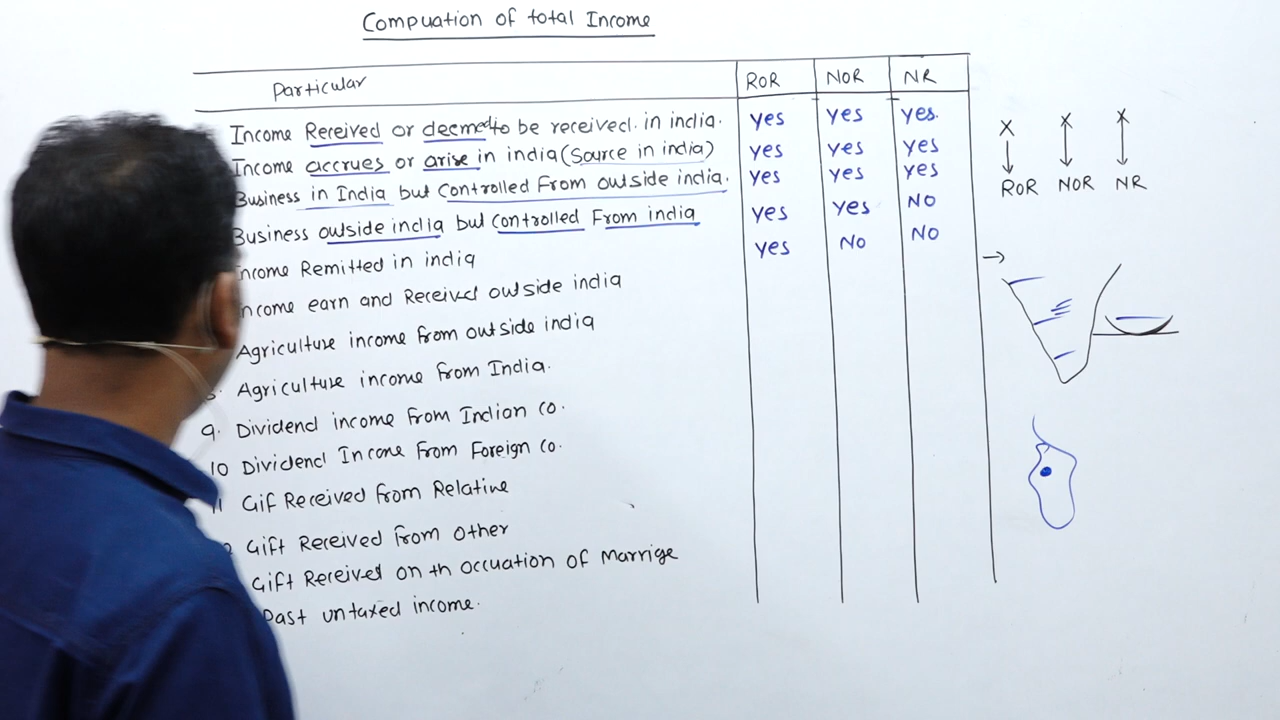 Compuation of total Income
Particular ROR NOR NR
Income Received or deemed to be received. in india. yes yes yes.
Income accrues or arise in india (Source in india) yes yes yes
Business in India but Controlled From outside india. yes yes yes
Business outside india but Controlled From india yes yes NO
ncome Remitted in india yes NO NO
ncome earn and Received outside india
Agriculture income from outside india
Agriculture income from India.
9. Dividend income from Indian co.
10 Dividend Income From Foreign co.
11 Gif Received from Relative
Gift Received from Other
Gift Received on th occuation of Marrige
Past untaxed income.
X X X
ROR NOR NR